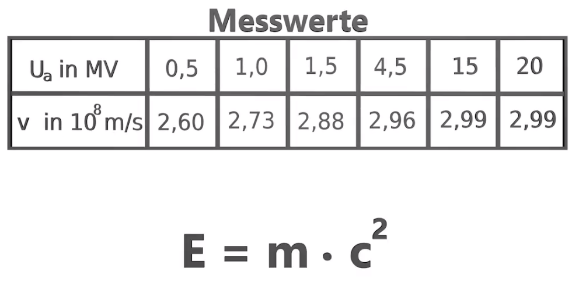 Messwerte
Uₐ in MV 0,5 1,0 1,5 4,5 15 20
v in 10⁸ m/s 2,60 2,73 2,88 2,96 2,99 2,99
E = m · c²